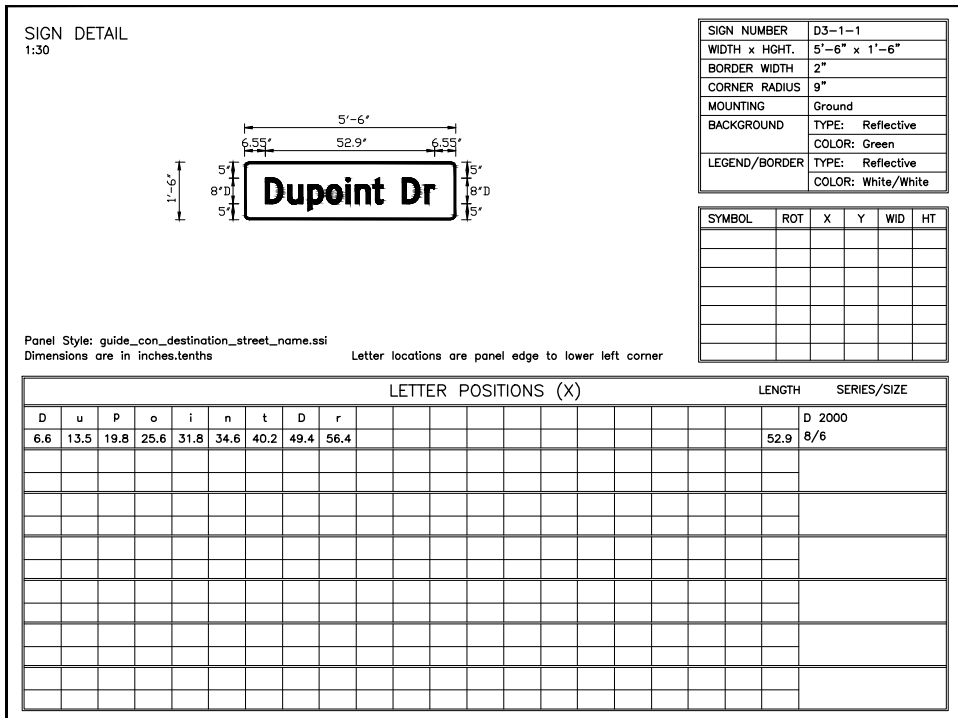 SIGN DETAIL
1:30
SIGN NUMBER D3-1-1
WIDTH x HGHT. 5'-6" x 1'-6"
BORDER WIDTH 2"
CORNER RADIUS 9"
MOUNTING Ground
BACKGROUND TYPE: Reflective
COLOR: Green
LEGEND/BORDER TYPE: Reflective
COLOR: White/White
5'-6"
6.55" 52.9" 6.55"
1'-6"
5" 5"
8"D Dupoint Dr 8"D
5" 5"
SYMBOL ROT X Y WID HT
Panel Style: guide_con_destination_street_name.ssi
Dimensions are in inches.tenths Letter locations are panel edge to lower left corner
LETTER POSITIONS (X) LENGTH SERIES/SIZE
D u p o i n t D r D 2000
6.6 13.5 19.8 25.6 31.8 34.6 40.2 49.4 56.4 52.9 8/6